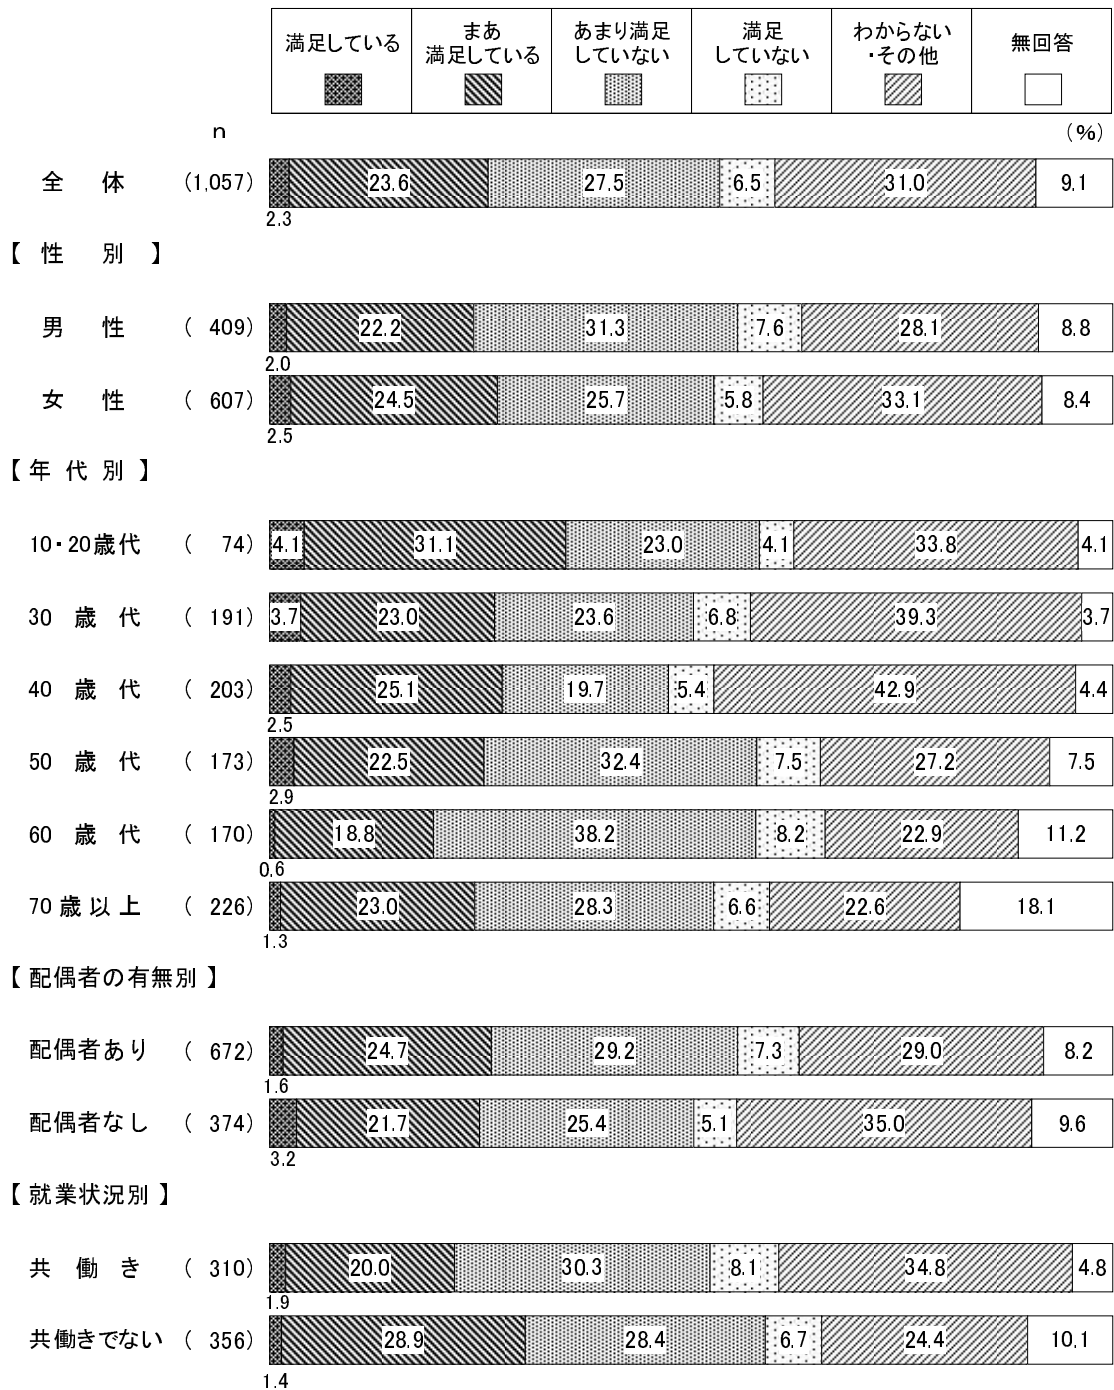 満足している
まあ
満足している
あまり満足
していない
満足
していない
わからない
・その他
無回答
n
(%)
全体 (1,057) 23.6 27.5 6.5 31.0 9.1
2.3
【性別】
男性 (409) 22.2 31.3 7.6 28.1 8.8
2.0
女性 (607) 24.5 25.7 5.8 33.1 8.4
2.5
【年代別】
10・20歳代 (74) 4.1 31.1 23.0 4.1 33.8 4.1
30歳代 (191) 3.7 23.0 23.6 6.8 39.3 3.7
40歳代 (203) 25.1 19.7 5.4 42.9 4.4
2.5
50歳代 (173) 22.5 32.4 7.5 27.2 7.5
2.9
60歳代 (170) 18.8 38.2 8.2 22.9 11.2
0.6
70歳以上 (226) 23.0 28.3 6.6 22.6 18.1
1.3
【配偶者の有無別】
配偶者あり (672) 24.7 29.2 7.3 29.0 8.2
1.6
配偶者なし (374) 21.7 25.4 5.1 35.0 9.6
3.2
【就業状況別】
共働き (310) 20.0 30.3 8.1 34.8 4.8
1.9
共働きでない (356) 28.9 28.4 6.7 24.4 10.1
1.4